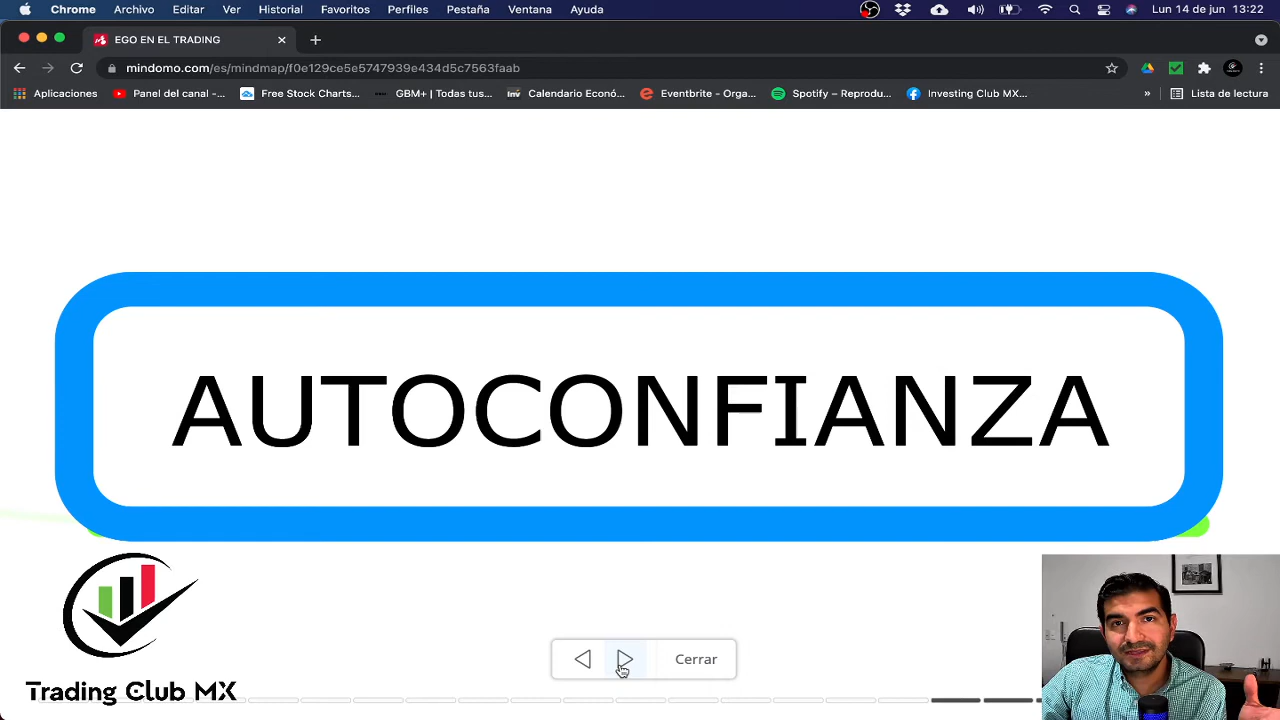 Chrome Archivo Editar Ver Historial Favoritos Perfiles Pestaña Ventana Ayuda Lun 14 de jun 13:22
EGO EN EL TRADING
mindomo.com/es/mindmap/f0e129ce5e5747939e434d5c7563faab
Aplicaciones Panel del canal -... Free Stock Charts... GBM+ | Todas tus... Calendario Econó... Eventbrite - Orga... Spotify – Reprodu... Investing Club MX... » Lista de lectura
AUTOCONFIANZA
Cerrar
Trading Club MX